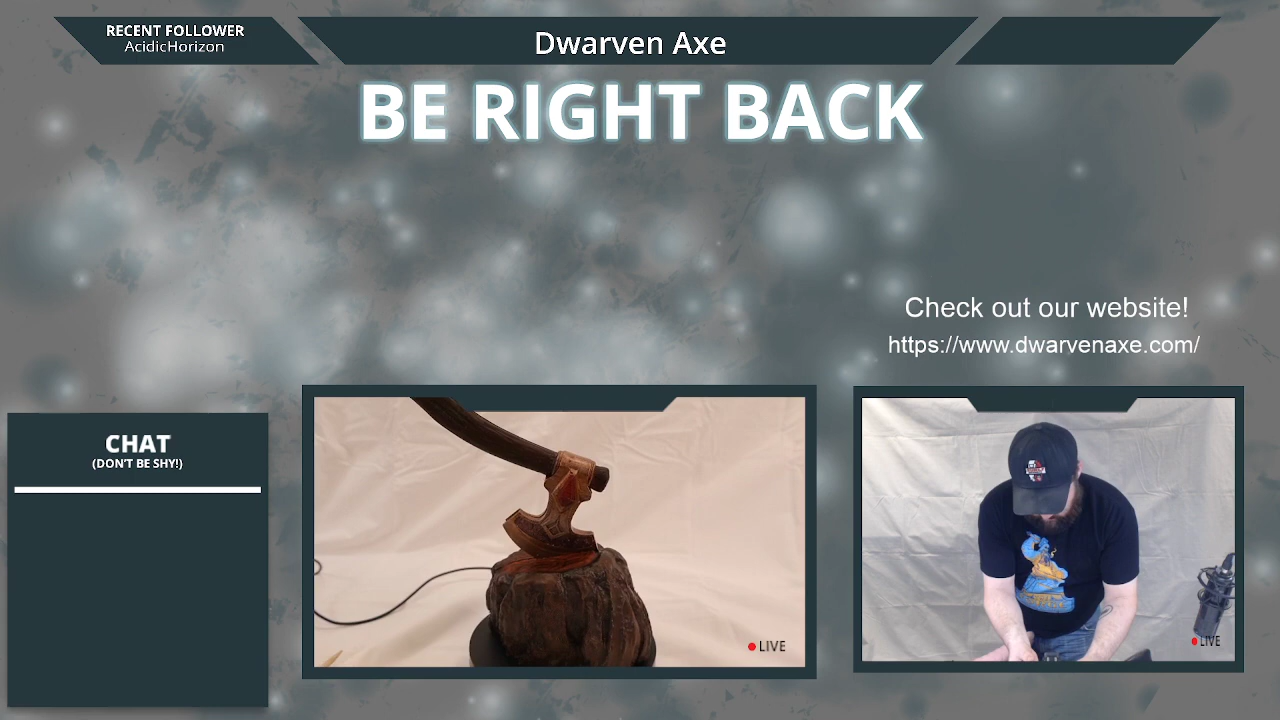 RECENT FOLLOWER
AcidicHorizon
Dwarven Axe
BE RIGHT BACK
Check out our website!
https://www.dwarvenaxe.com/
CHAT
(DON'T BE SHY!)
LIVE
LIVE